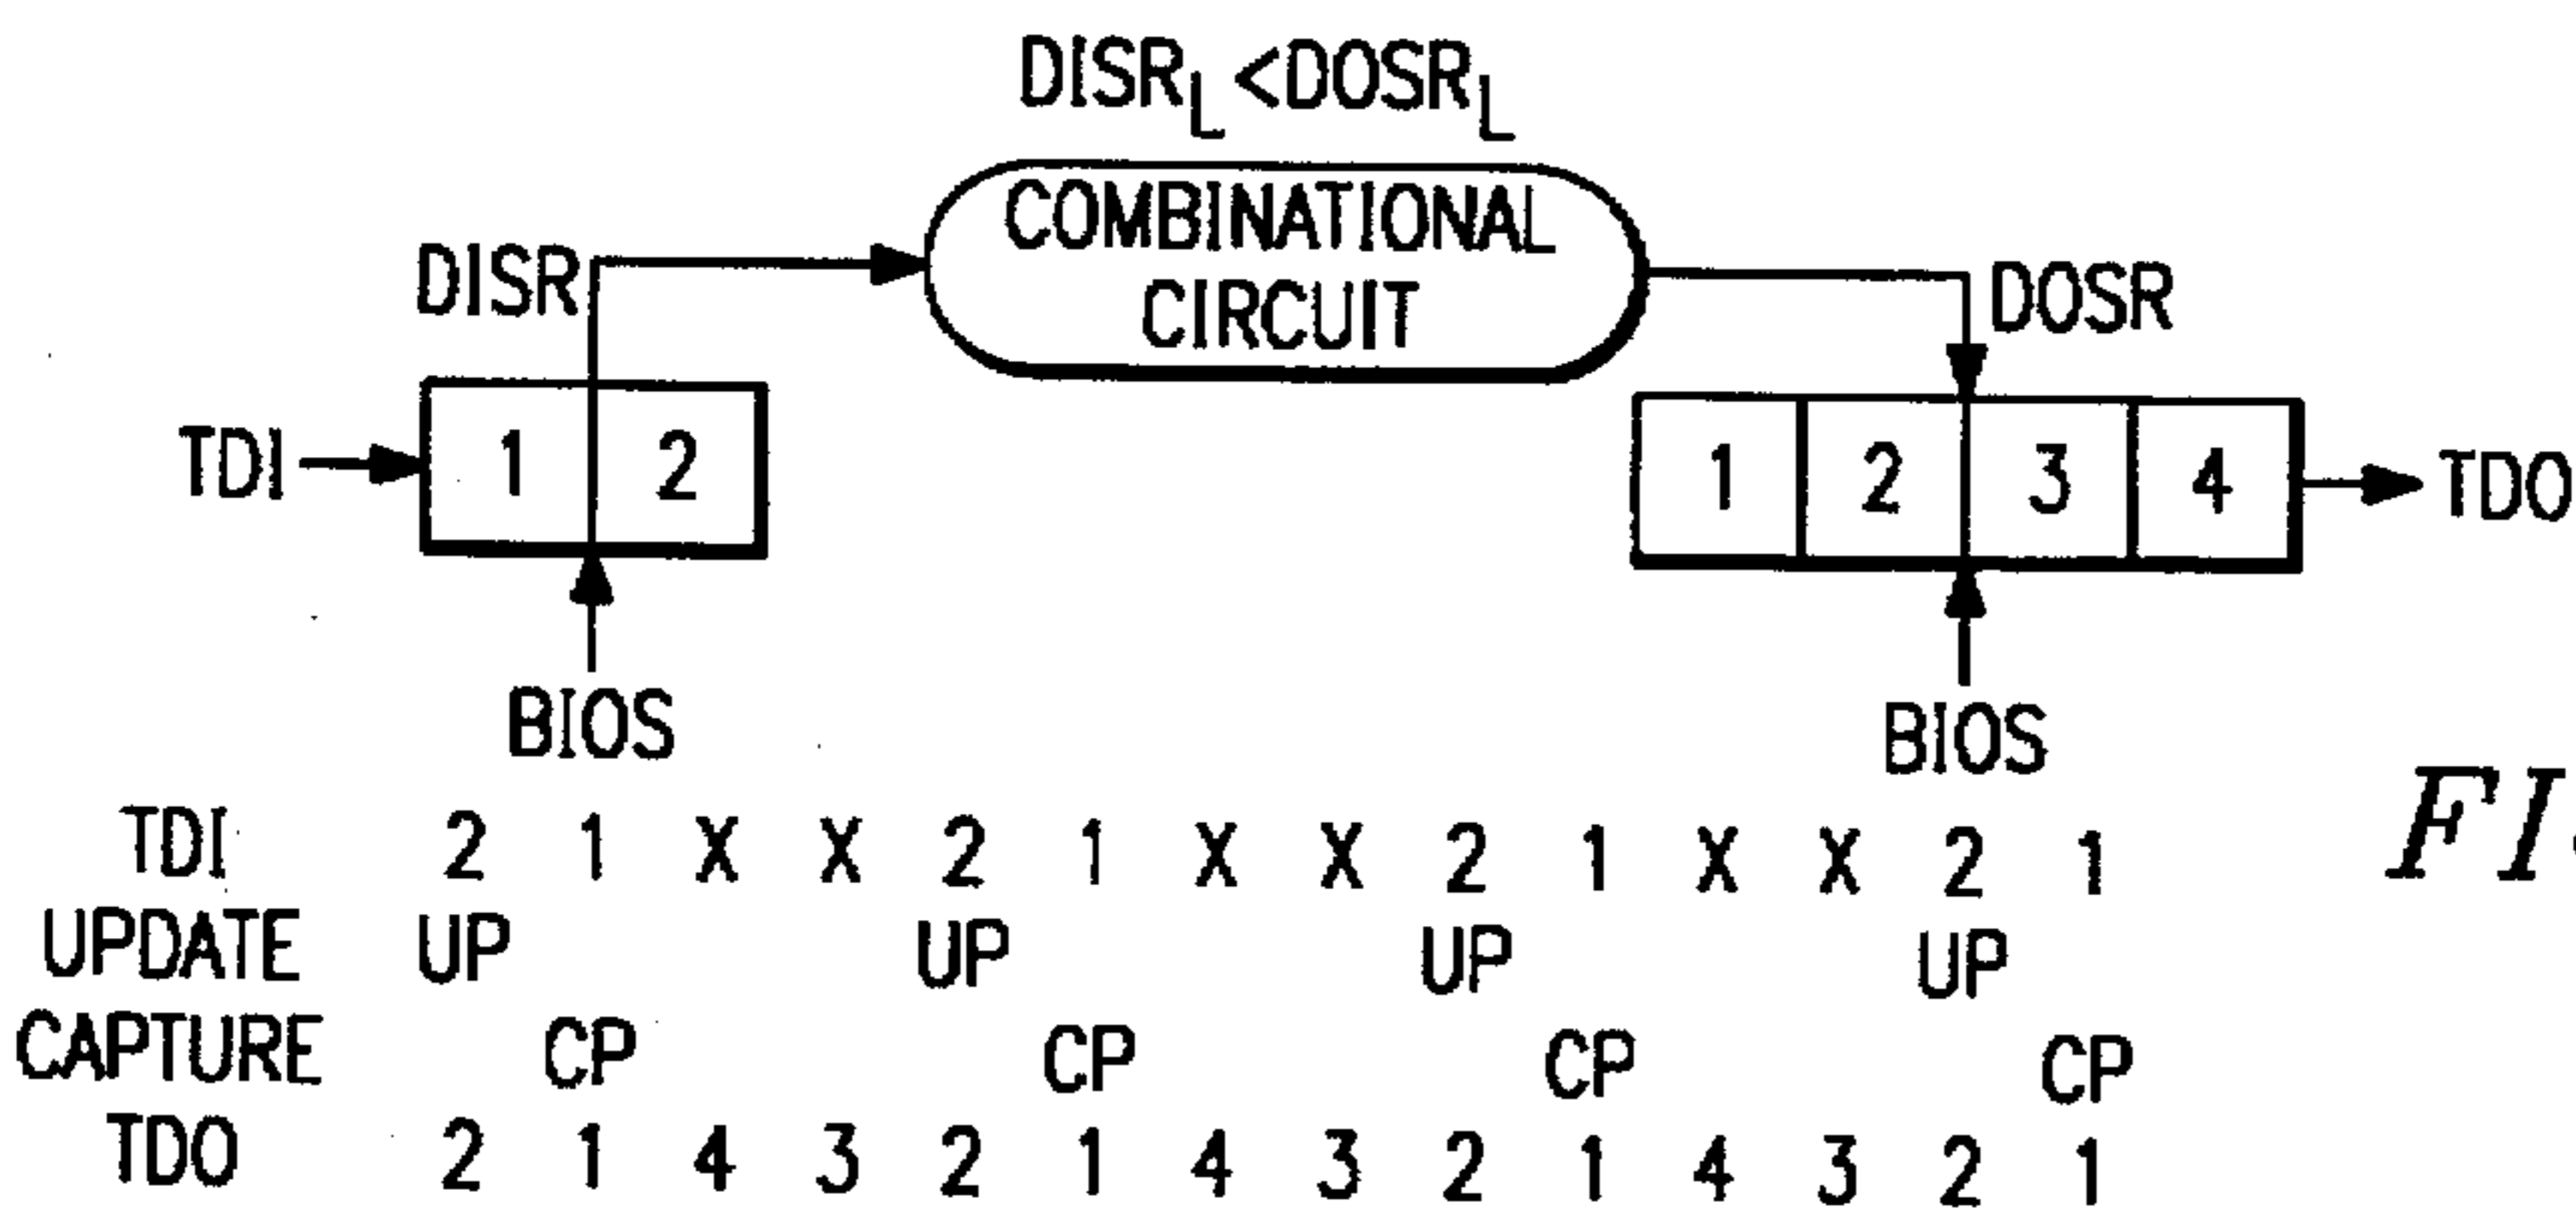 DISRL<DOSRL
COMBINATIONAL
CIRCUIT
DISR
DOSR
TDI
1 2
1 2 3 4
TDO
BIOS
BIOS
TDI 2 1 X X 2 1 X X 2 1 X X 2 1
UPDATE UP UP UP UP
CAPTURE CP CP CP CP
TDO 2 1 4 3 2 1 4 3 2 1 4 3 2 1